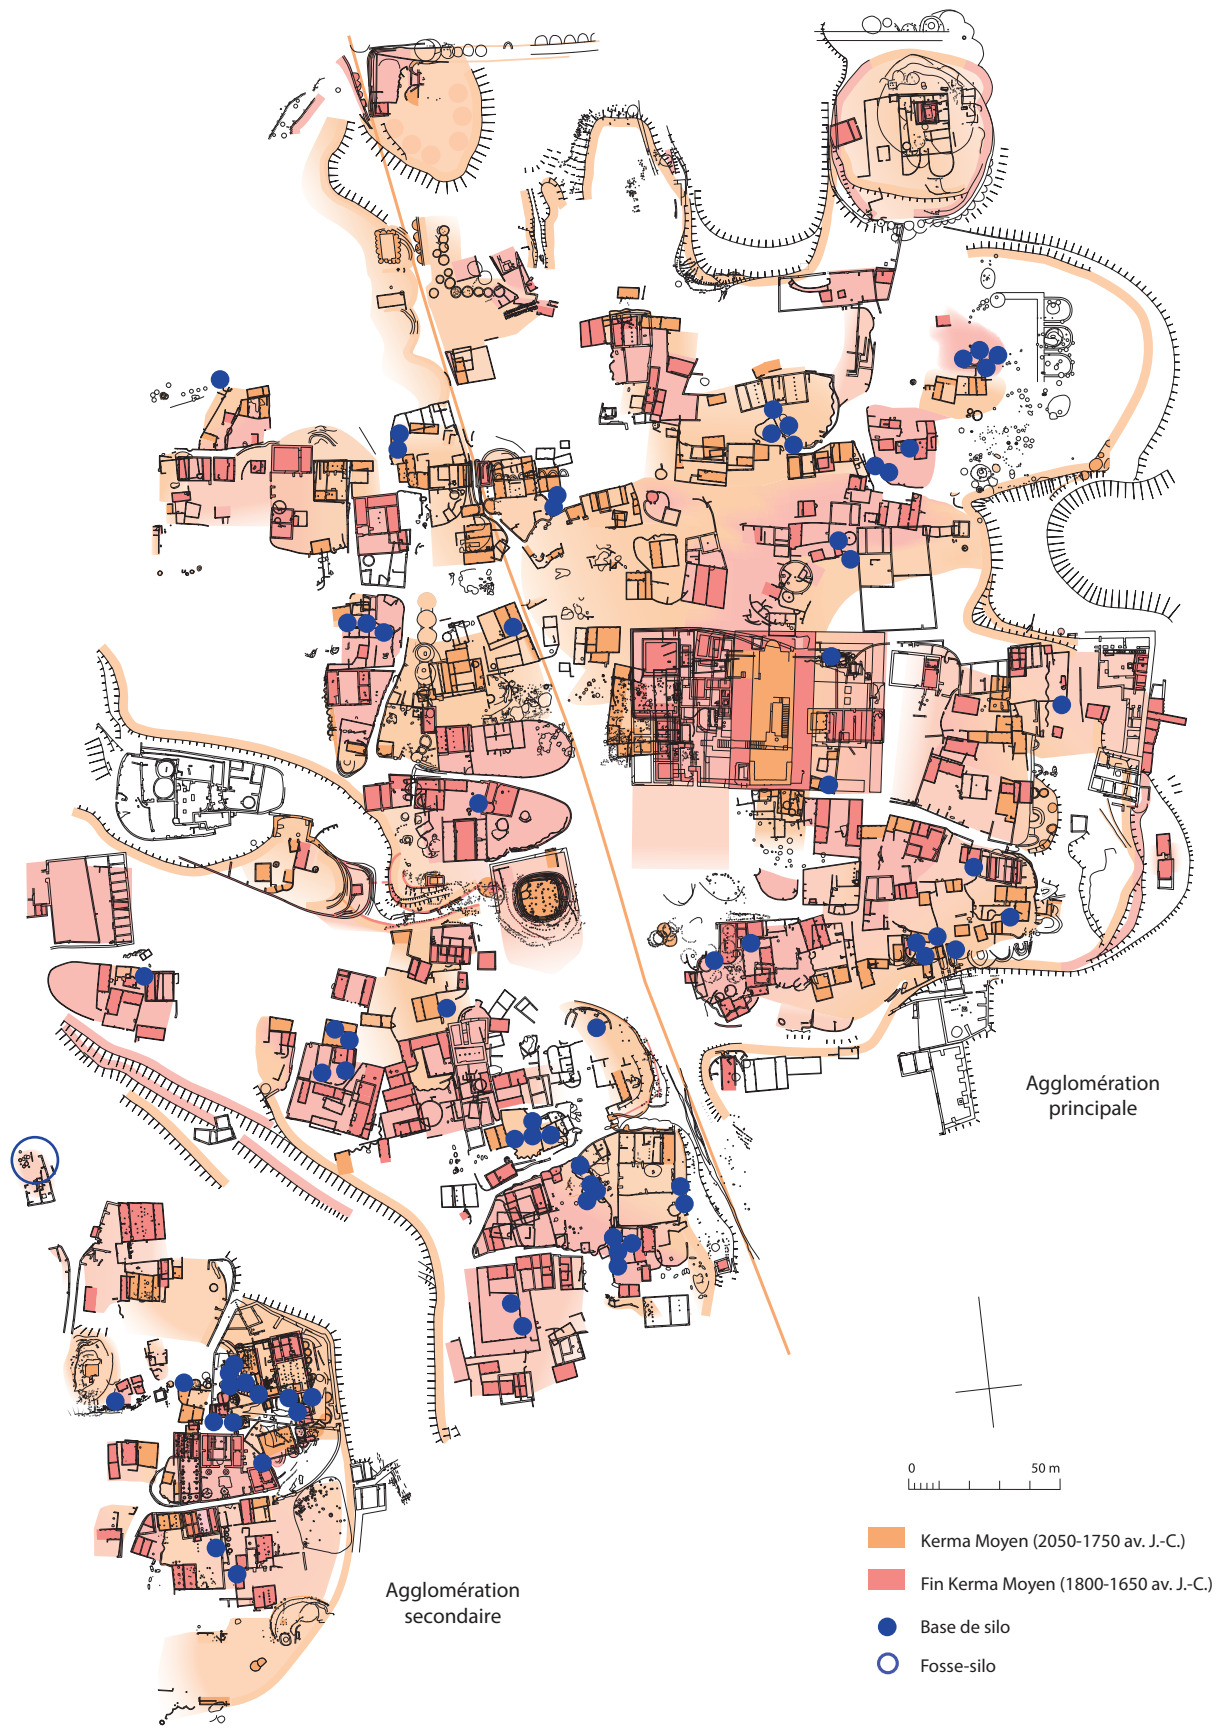 Agglomération
principale
0 50 m
Kerma Moyen (2050-1750 av. J.-C.)
Fin Kerma Moyen (1800-1650 av. J.-C.)
Agglomération
secondaire
Base de silo
Fosse-silo